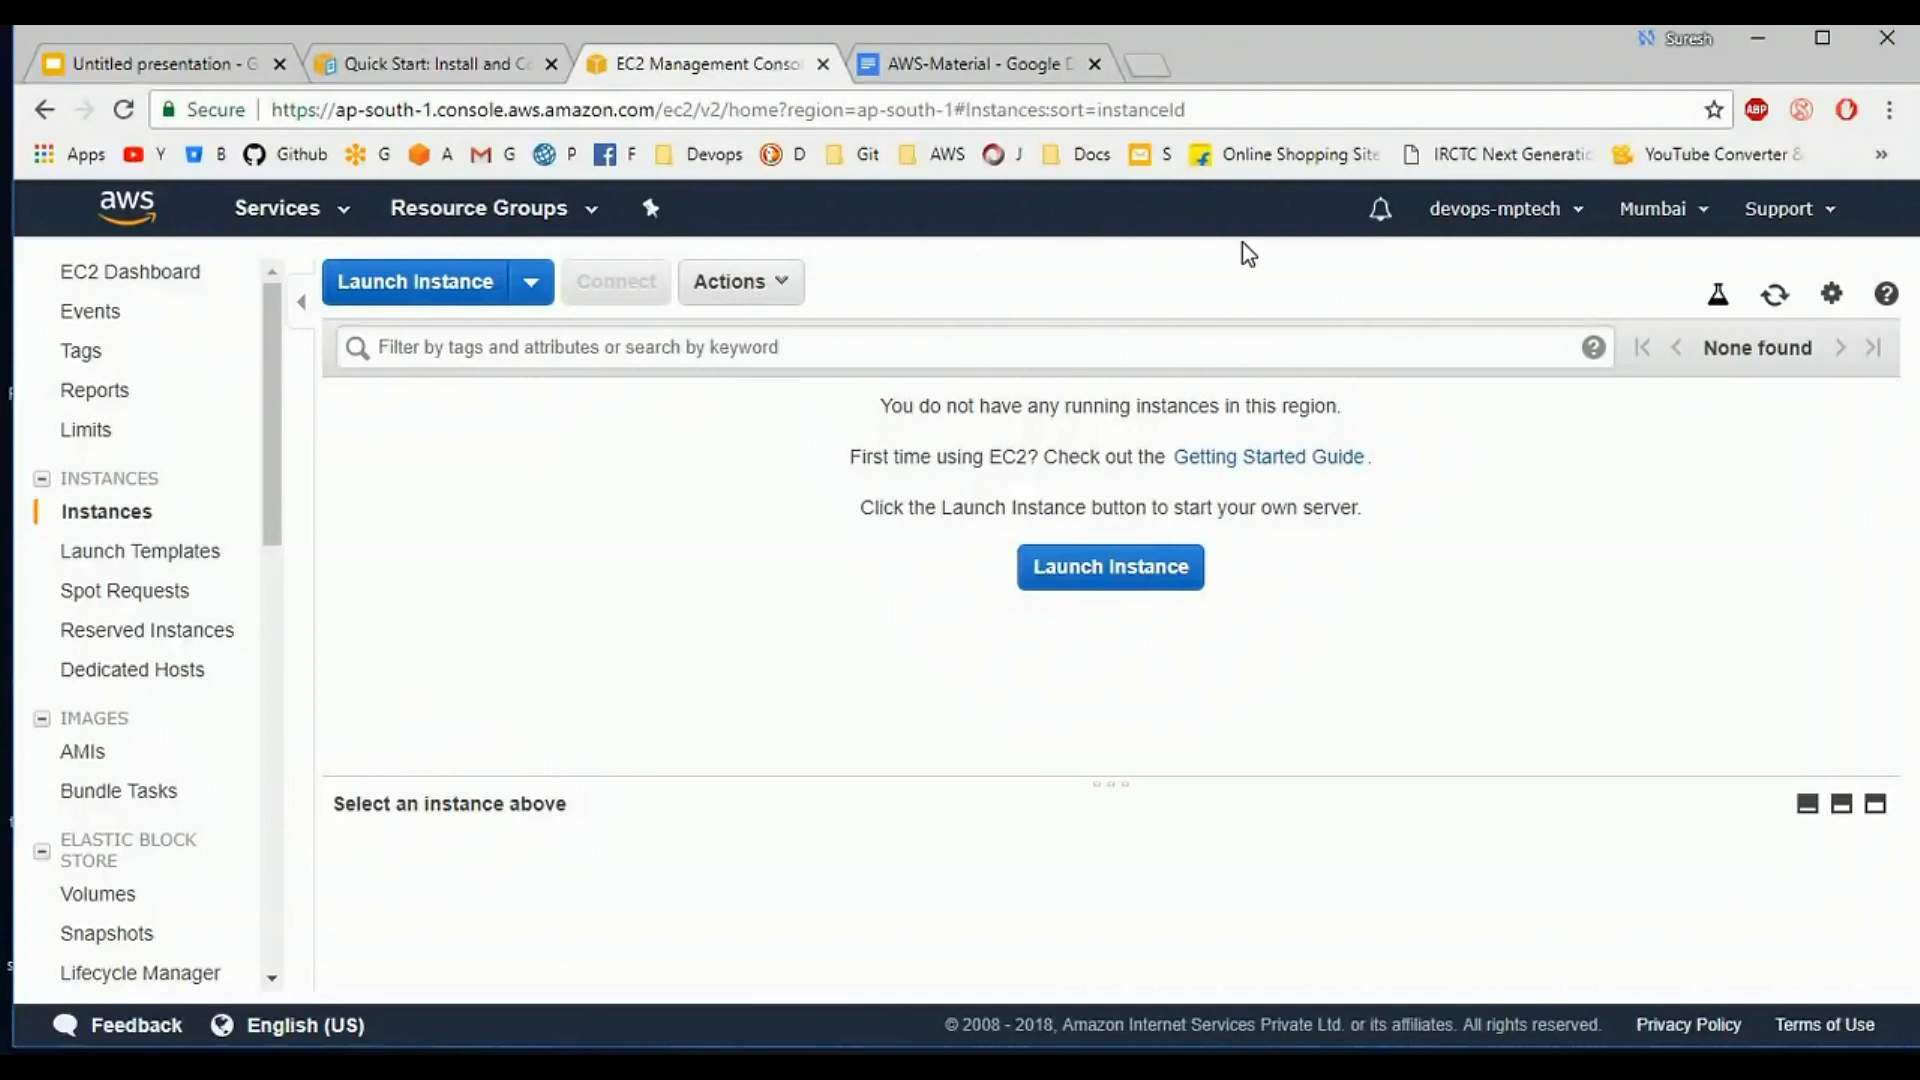 Suresh
Untitled presentation - G
Quick Start: Install and Co
EC2 Management Conso
AWS-Material - Google D
Secure
https://ap-south-1.console.aws.amazon.com/ec2/v2/home?region=ap-south-1#Instances:sort=instanceId
ABP
Apps Y B Github G A G P F Devops D Git AWS J Docs S Online Shopping Site IRCTC Next Generatic YouTube Converter & »
aws Services Resource Groups devops-mptech Mumbai Support
EC2 Dashboard
Events
Tags
Reports
Limits
INSTANCES
Instances
Launch Templates
Spot Requests
Reserved Instances
Dedicated Hosts
IMAGES
AMIs
Bundle Tasks
ELASTIC BLOCK
STORE
Volumes
Snapshots
Lifecycle Manager
Launch Instance Connect Actions
Filter by tags and attributes or search by keyword
None found
You do not have any running instances in this region.
First time using EC2? Check out the Getting Started Guide.
Click the Launch Instance button to start your own server.
Launch Instance
Select an instance above
Feedback English (US) © 2008 - 2018, Amazon Internet Services Private Ltd. or its affiliates. All rights reserved. Privacy Policy Terms of Use